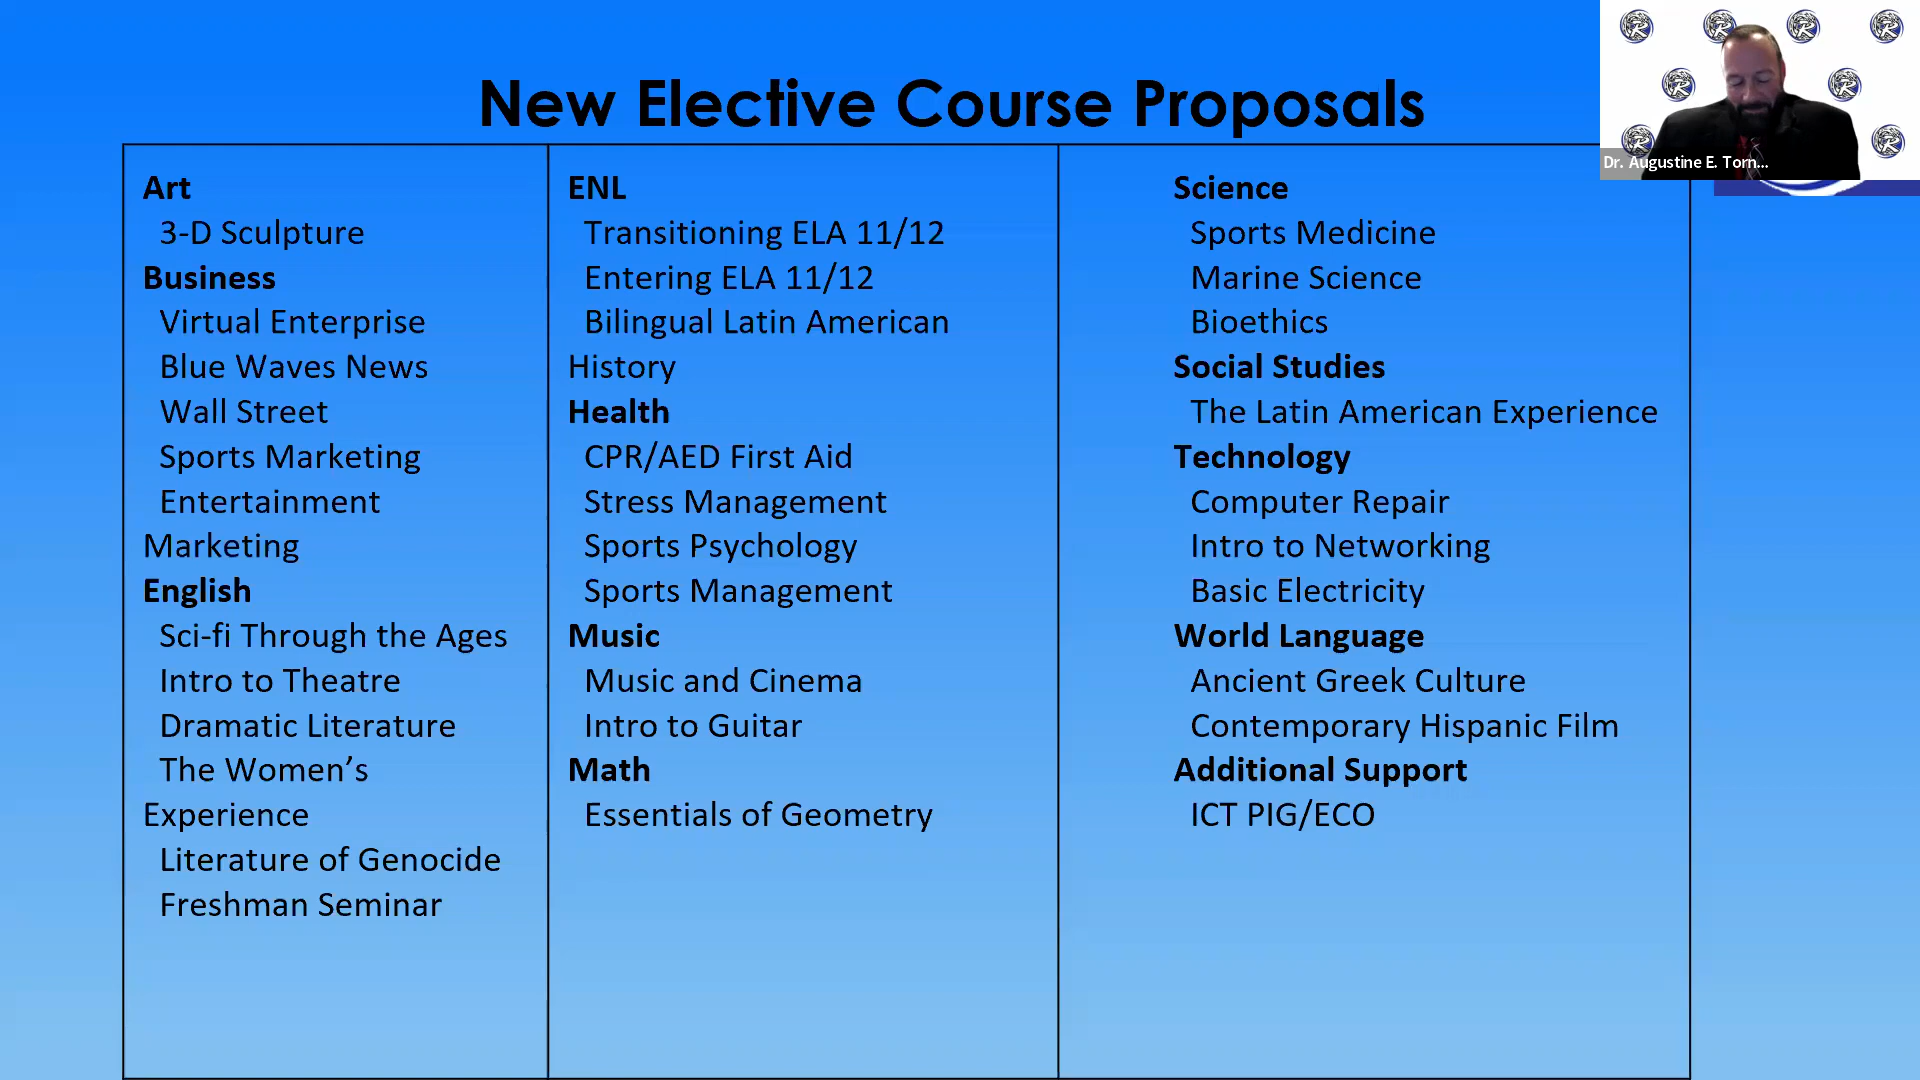 New Elective Course Proposals
Art
3-D Sculpture
Business
Virtual Enterprise
Blue Waves News
Wall Street
Sports Marketing
Entertainment
Marketing
English
Sci-fi Through the Ages
Intro to Theatre
Dramatic Literature
The Women’s
Experience
Literature of Genocide
Freshman Seminar
ENL
Transitioning ELA 11/12
Entering ELA 11/12
Bilingual Latin American
History
Health
CPR/AED First Aid
Stress Management
Sports Psychology
Sports Management
Music
Music and Cinema
Intro to Guitar
Math
Essentials of Geometry
Science
Sports Medicine
Marine Science
Bioethics
Social Studies
The Latin American Experience
Technology
Computer Repair
Intro to Networking
Basic Electricity
World Language
Ancient Greek Culture
Contemporary Hispanic Film
Additional Support
ICT PIG/ECO
Dr. Augustine E. Torn...